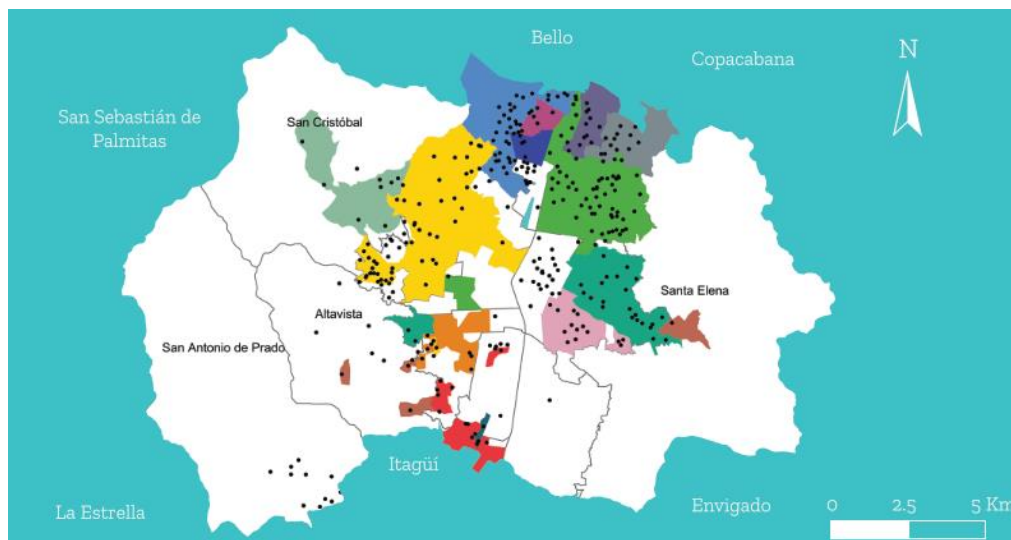 Bello
Copacabana
N
San Sebastián de
Palmitas
San Cristóbal
Santa Elena
Altavista
San Antonio de Prado
Itagüí
La Estrella
Envigado
0 2.5 5 Km